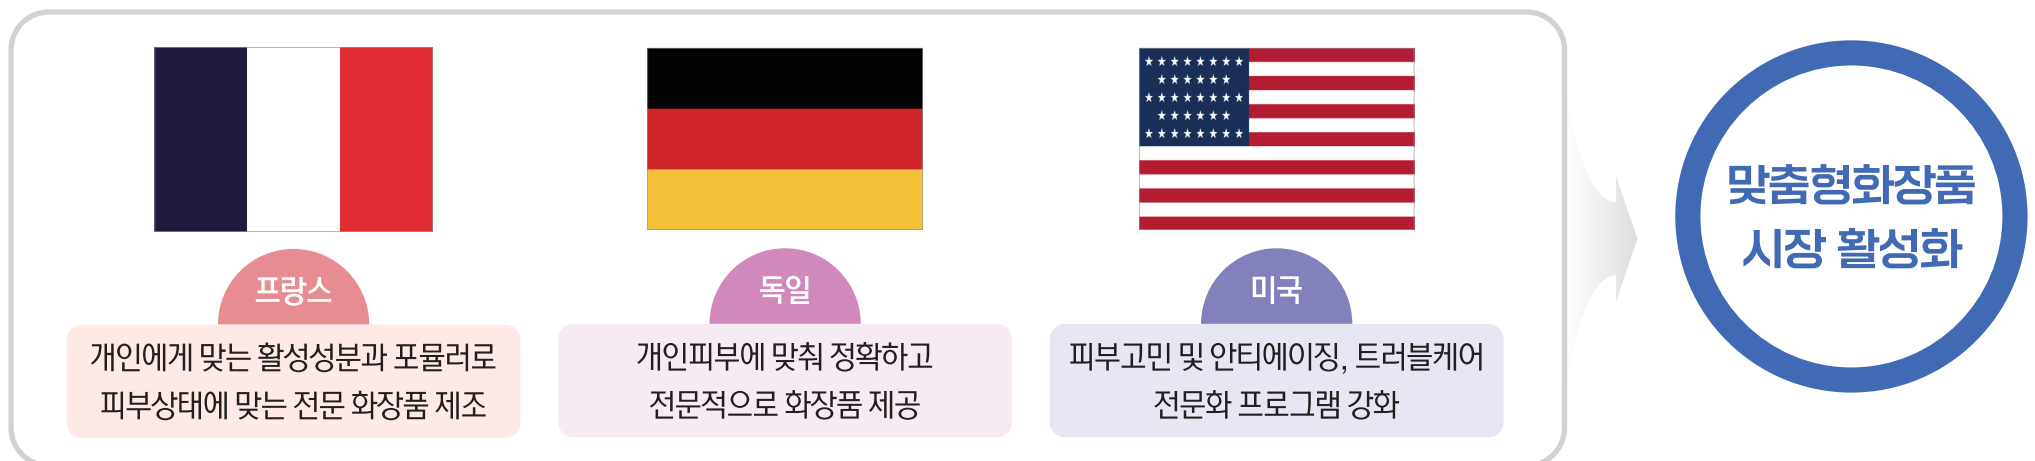 프랑스
개인에게 맞는 활성성분과 포뮬러로
피부상태에 맞는 전문 화장품 제조
독일
개인피부에 맞춰 정확하고
전문적으로 화장품 제공
미국
피부고민 및 안티에이징, 트러블케어
전문화 프로그램 강화
맞춤형화장품
시장 활성화